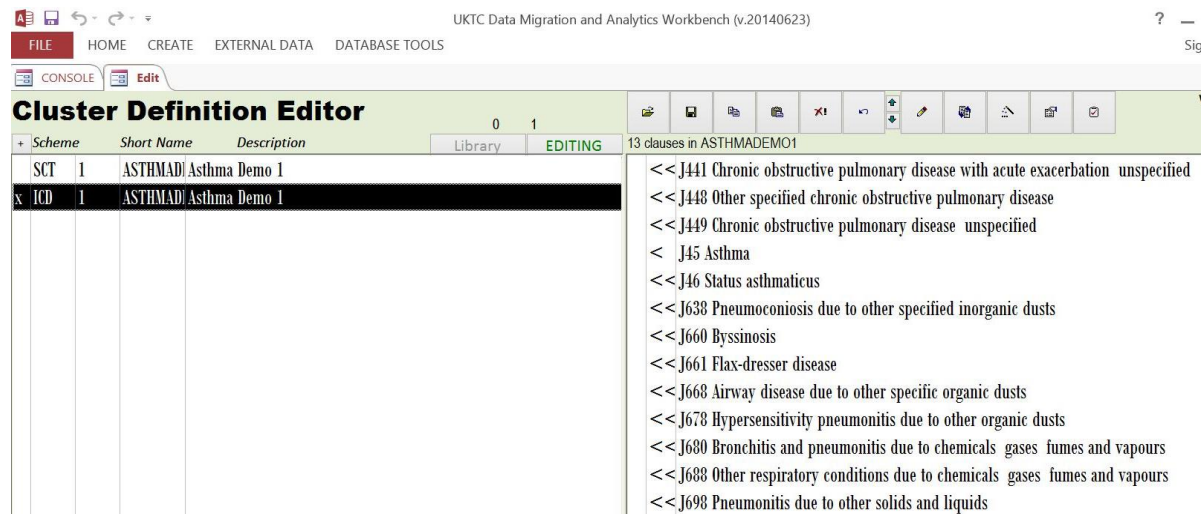 UKTC Data Migration and Analytics Workbench (v.20140623)
?
FILE HOME CREATE EXTERNAL DATA DATABASE TOOLS
CONSOLE Edit
Cluster Definition Editor
0 1
+ Scheme Short Name Description Library EDITING
13 clauses in ASTHMADEMO1
SCT 1 ASTHMAD Asthma Demo 1
x ICD 1 ASTHMAD Asthma Demo 1
<< J441 Chronic obstructive pulmonary disease with acute exacerbation unspecified
<< J448 Other specified chronic obstructive pulmonary disease
<< J449 Chronic obstructive pulmonary disease unspecified
< J45 Asthma
<< J46 Status asthmaticus
<< J638 Pneumoconiosis due to other specified inorganic dusts
<< J660 Byssinosis
<< J661 Flax-dresser disease
<< J668 Airway disease due to other specific organic dusts
<< J678 Hypersensitivity pneumonitis due to other organic dusts
<< J680 Bronchitis and pneumonitis due to chemicals gases fumes and vapours
<< J688 Other respiratory conditions due to chemicals gases fumes and vapours
<< J698 Pneumonitis due to other solids and liquids